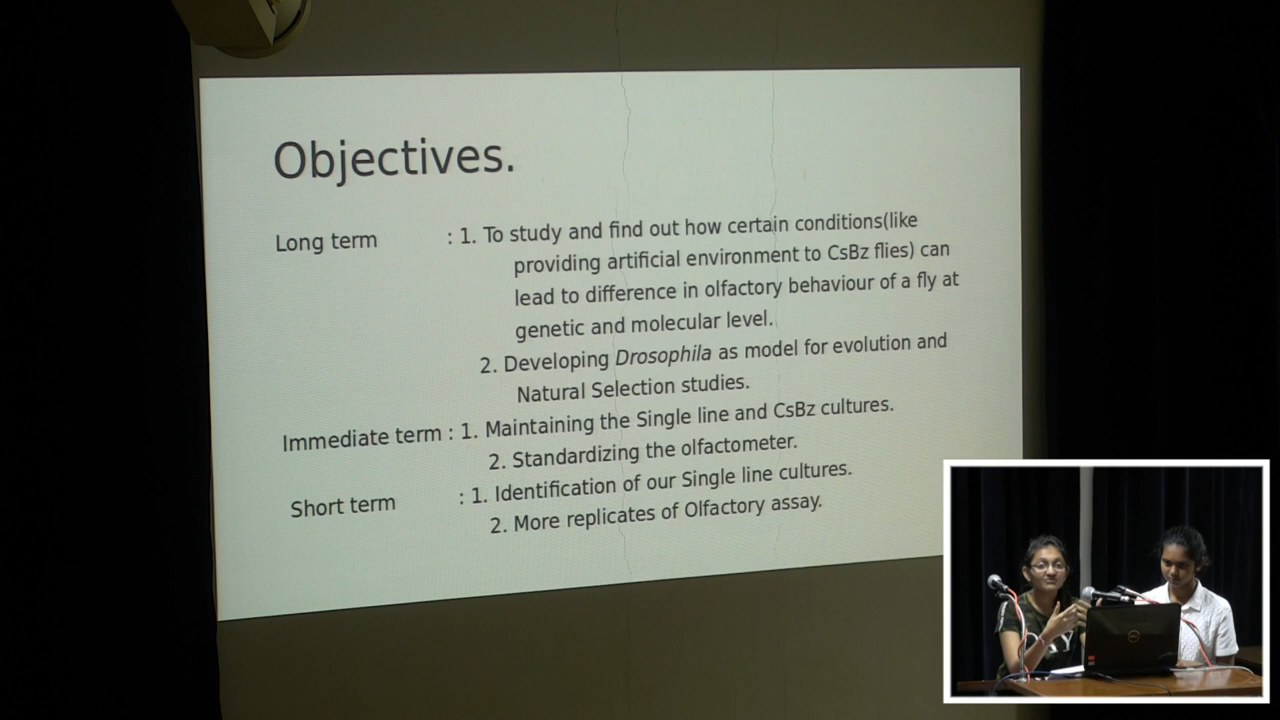 Objectives.
Long term : 1. To study and find out how certain conditions(like
providing artificial environment to CsBz flies) can
lead to difference in olfactory behaviour of a fly at
genetic and molecular level.
2. Developing Drosophila as model for evolution and
Natural Selection studies.
Immediate term : 1. Maintaining the Single line and CsBz cultures.
2. Standardizing the olfactometer.
Short term : 1. Identification of our Single line cultures.
2. More replicates of Olfactory assay.